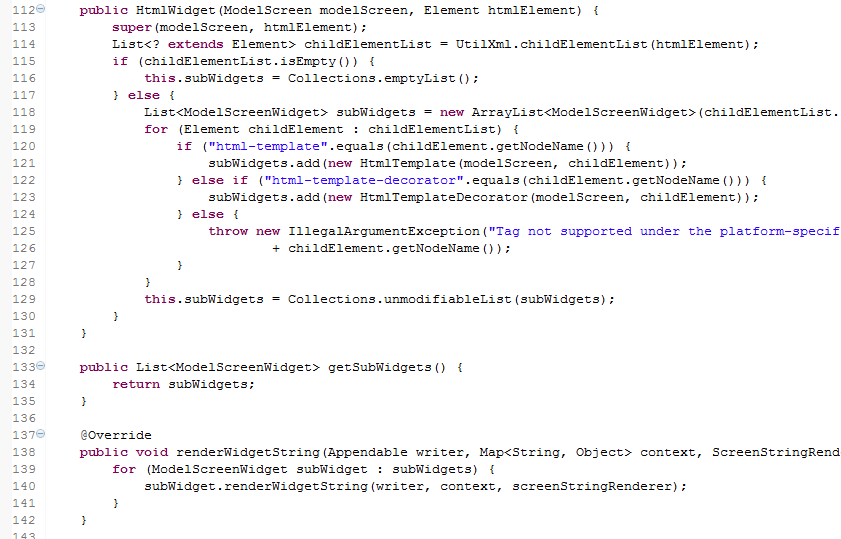 112 public HtmlWidget(ModelScreen modelScreen, Element htmlElement) {
113 super(modelScreen, htmlElement);
114 List<? extends Element> childElementList = UtilXml.childElementList(htmlElement);
115 if (childElementList.isEmpty()) {
116 this.subWidgets = Collections.emptyList();
117 } else {
118 List<ModelScreenWidget> subWidgets = new ArrayList<ModelScreenWidget>(childElementList.
119 for (Element childElement : childElementList) {
120 if ("html-template".equals(childElement.getNodeName())) {
121 subWidgets.add(new HtmlTemplate(modelScreen, childElement));
122 } else if ("html-template-decorator".equals(childElement.getNodeName())) {
123 subWidgets.add(new HtmlTemplateDecorator(modelScreen, childElement));
124 } else {
125 throw new IllegalArgumentException("Tag not supported under the platform-specif
126 + childElement.getNodeName());
127 }
128 }
129 this.subWidgets = Collections.unmodifiableList(subWidgets);
130 }
131 }
132
133 public List<ModelScreenWidget> getSubWidgets() {
134 return subWidgets;
135 }
136
137 @Override
138 public void renderWidgetString(Appendable writer, Map<String, Object> context, ScreenStringRend
139 for (ModelScreenWidget subWidget : subWidgets) {
140 subWidget.renderWidgetString(writer, context, screenStringRenderer);
141 }
142 }
143